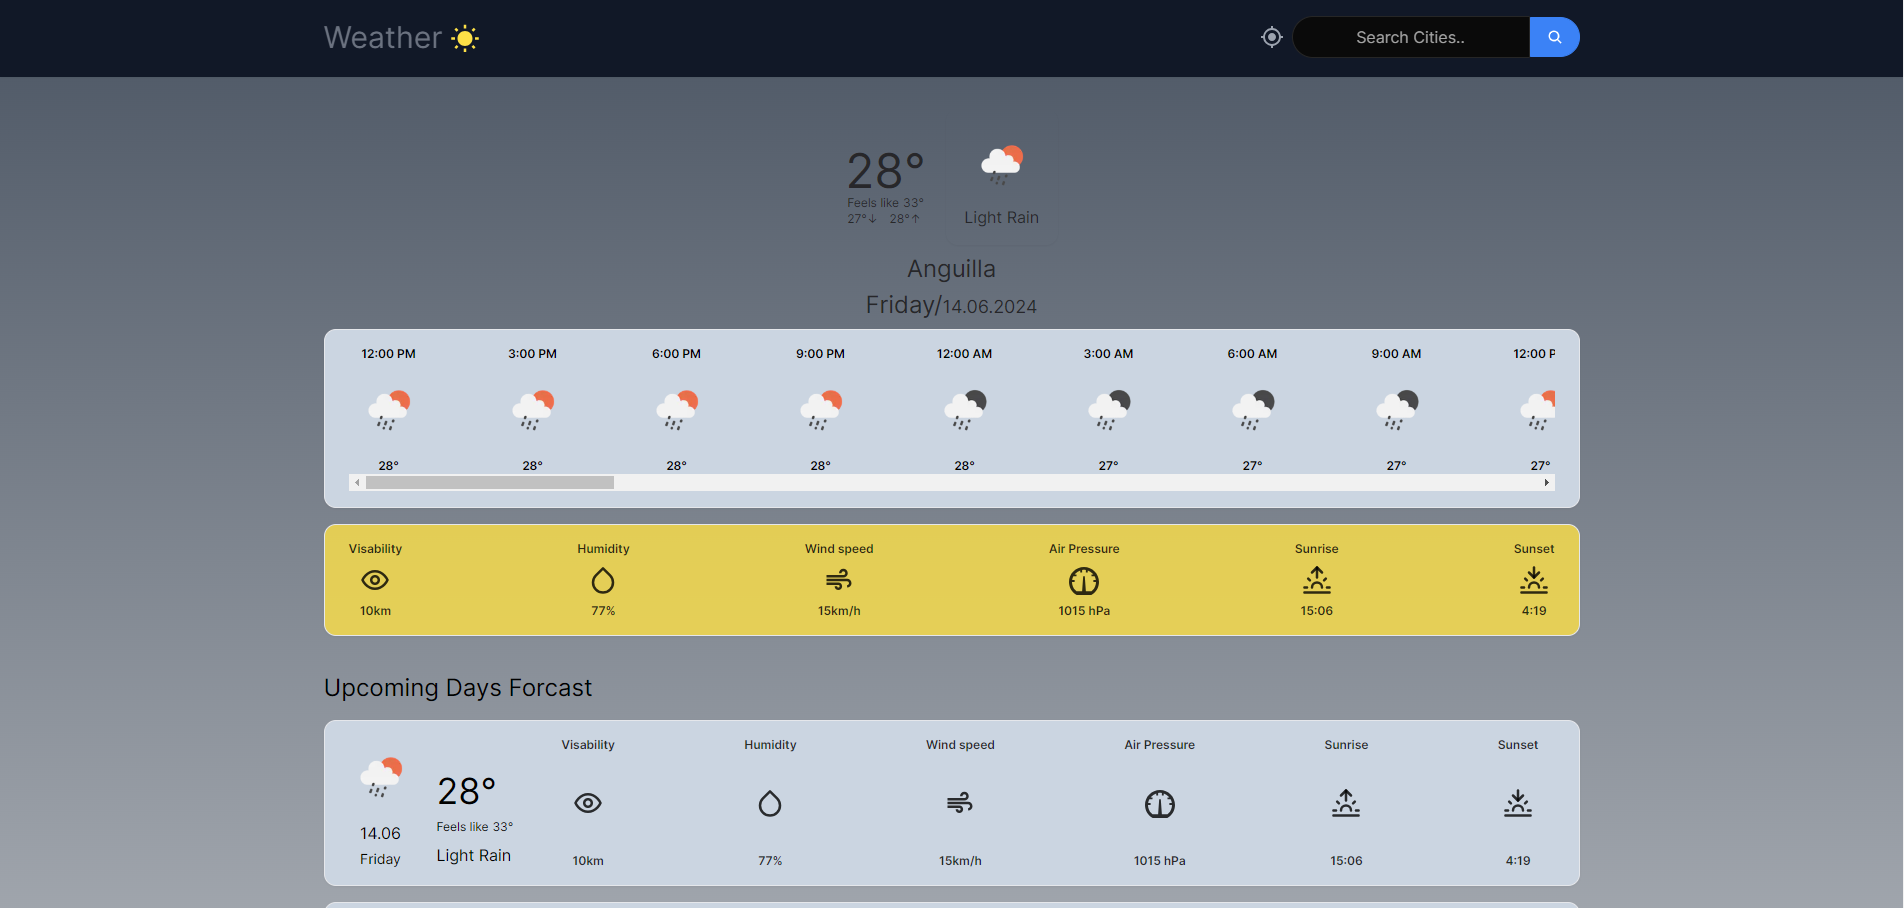 Weather
Search Cities..
28°
Feels like 33°
27°↓ 28°↑
Light Rain
Anguilla
Friday/14.06.2024
12:00 PM 3:00 PM 6:00 PM 9:00 PM 12:00 AM 3:00 AM 6:00 AM 9:00 AM 12:00 P
28° 28° 28° 28° 28° 27° 27° 27° 27°
Visability Humidity Wind speed Air Pressure Sunrise Sunset
10km 77% 15km/h 1015 hPa 15:06 4:19
Upcoming Days Forcast
14.06
Friday
28°
Feels like 33°
Light Rain
Visability Humidity Wind speed Air Pressure Sunrise Sunset
10km 77% 15km/h 1015 hPa 15:06 4:19